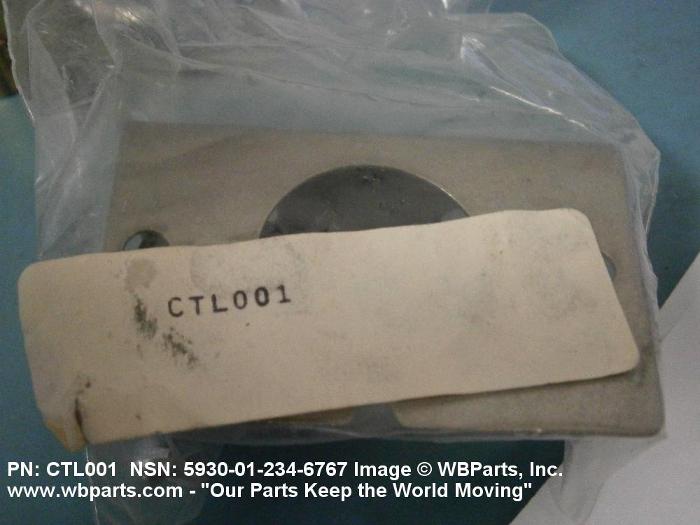 CTL001
PN: CTL001 NSN: 5930-01-234-6767 Image © WBParts, Inc.
www.wbparts.com - "Our Parts Keep the World Moving"